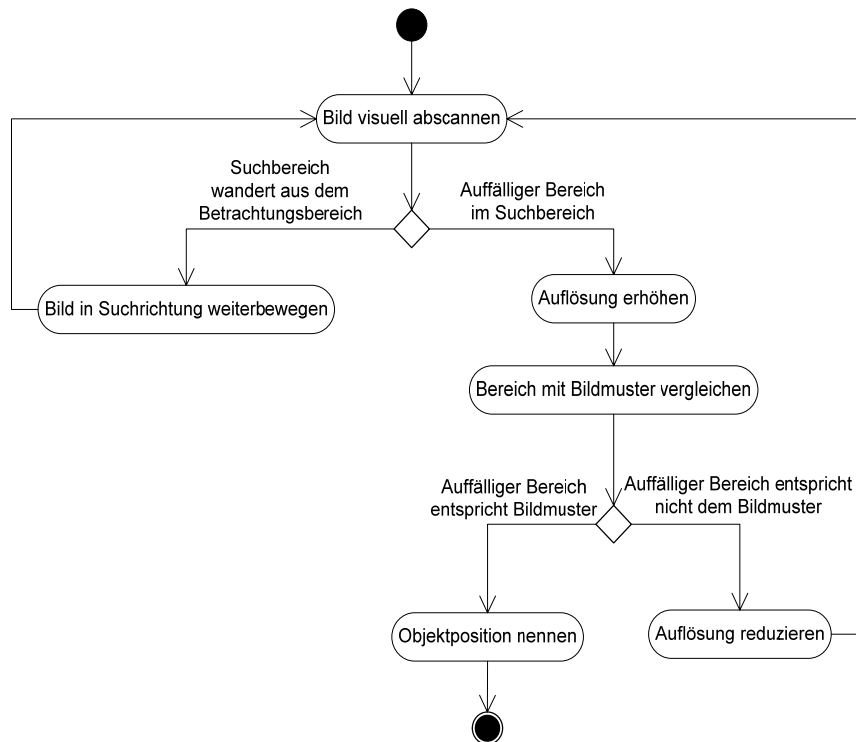 Bild visuell abscannen
Suchbereich
wandert aus dem
Betrachtungsbereich
Auffälliger Bereich
im Suchbereich
Bild in Suchrichtung weiterbewegen
Auflösung erhöhen
Bereich mit Bildmuster vergleichen
Auffälliger Bereich
entspricht Bildmuster
Auffälliger Bereich entspricht
nicht dem Bildmuster
Objektposition nennen
Auflösung reduzieren